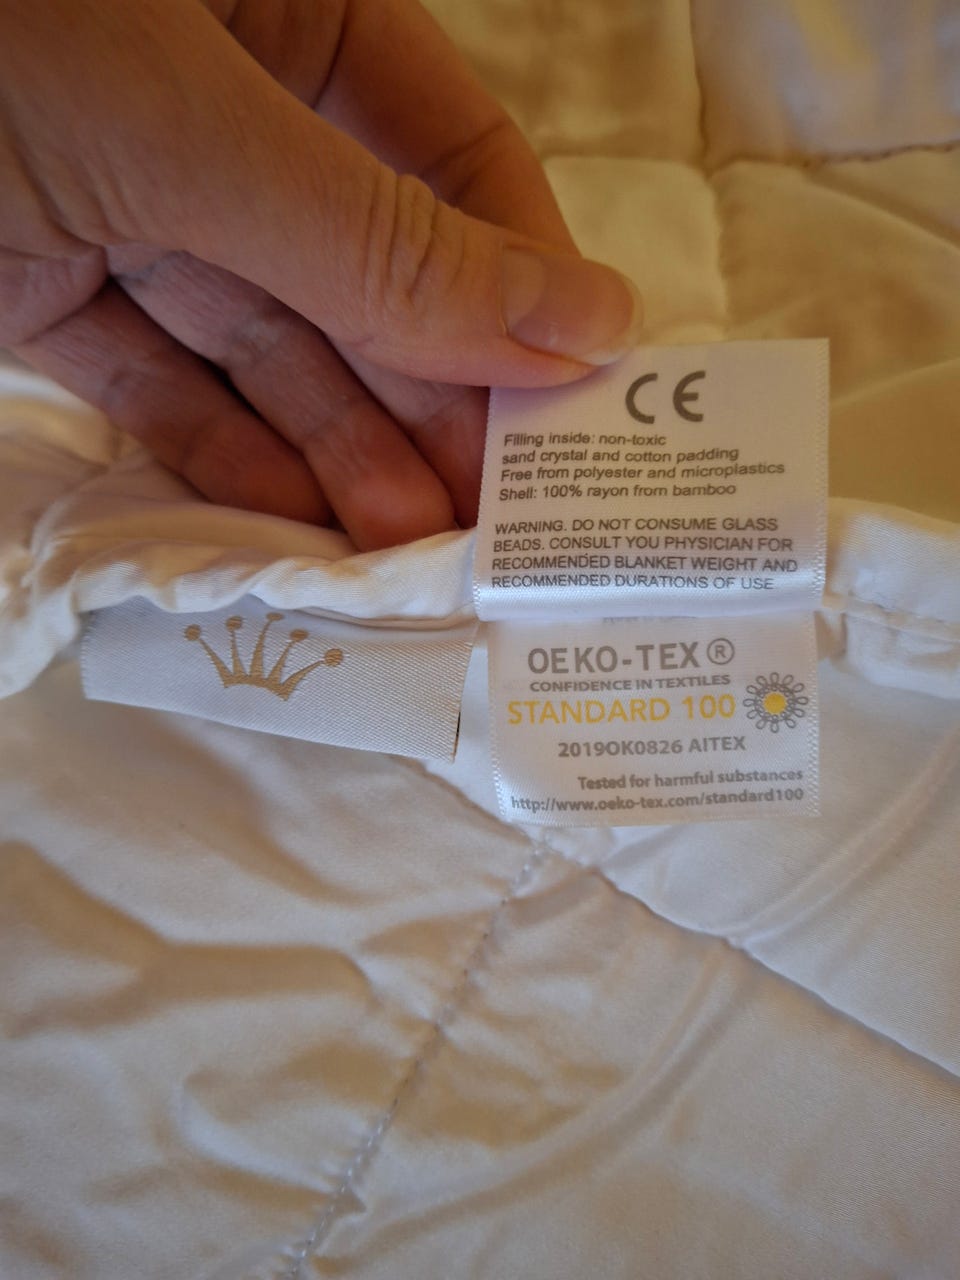 CE
Filling inside: non-toxic
sand crystal and cotton padding
Free from polyester and microplastics
Shell: 100% rayon from bamboo
WARNING. DO NOT CONSUME GLASS
BEADS. CONSULT YOU PHYSICIAN FOR
RECOMMENDED BLANKET WEIGHT AND
RECOMMENDED DURATIONS OF USE
OEKO-TEX®
CONFIDENCE IN TEXTILES
STANDARD 100
2019OK0826 AITEX
Tested for harmful substances
http://www.oeko-tex.com/standard100